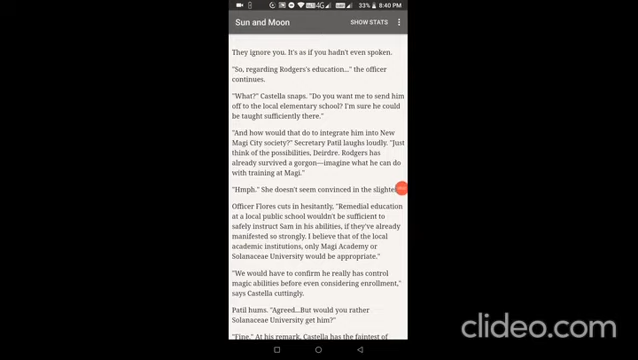 4G 33% 8:40 PM
Sun and Moon SHOW STATS
They ignore you. It's as if you hadn't even spoken.
"So, regarding Rodgers's education..." the officer
continues.
"What?" Castella snaps. "Do you want me to send him
off to the local elementary school? I'm sure he could
be taught sufficiently there."
"And how would that do to integrate him into New
Magi City society?" Secretary Patil laughs loudly. "Just
think of the possibilities, Deirdre. Rodgers has
already survived a gorgon—imagine what he can do
with training at Magi."
"Hmph." She doesn't seem convinced in the
Officer Flores cuts in hesitantly, "Remedial education
at a local public school wouldn't be sufficient to
safely instruct Sam in his abilities, if they've already
manifested so strongly. I believe that of the local
academic institutions, only Magi Academy or
Solanaceae University would be appropriate."
"We would have to confirm he really has control
magic abilities before even considering enrollment,"
says Castella cuttingly.
Patil hums. "Agreed...But would you rather
Solanaceae University get him?"
"Fine." At his remark, Castella has the faintest of
clideo.com